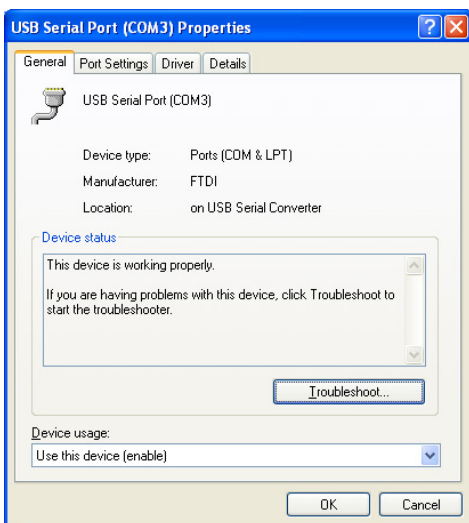 USB Serial Port (COM3) Properties
General Port Settings Driver Details
USB Serial Port (COM3)
Device type: Ports (COM & LPT)
Manufacturer: FTDI
Location: on USB Serial Converter
Device status
This device is working properly.
If you are having problems with this device, click Troubleshoot to
start the troubleshooter.
Troubleshoot...
Device usage:
Use this device (enable)
OK Cancel